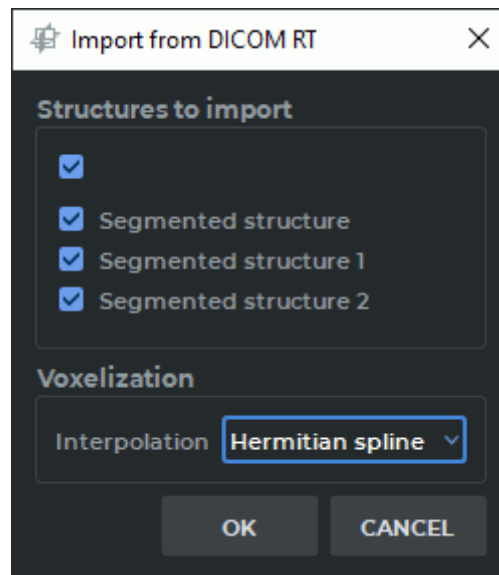 Import from DICOM RT
Structures to import
Segmented structure
Segmented structure 1
Segmented structure 2
Voxelization
Interpolation Hermitian spline
OK CANCEL